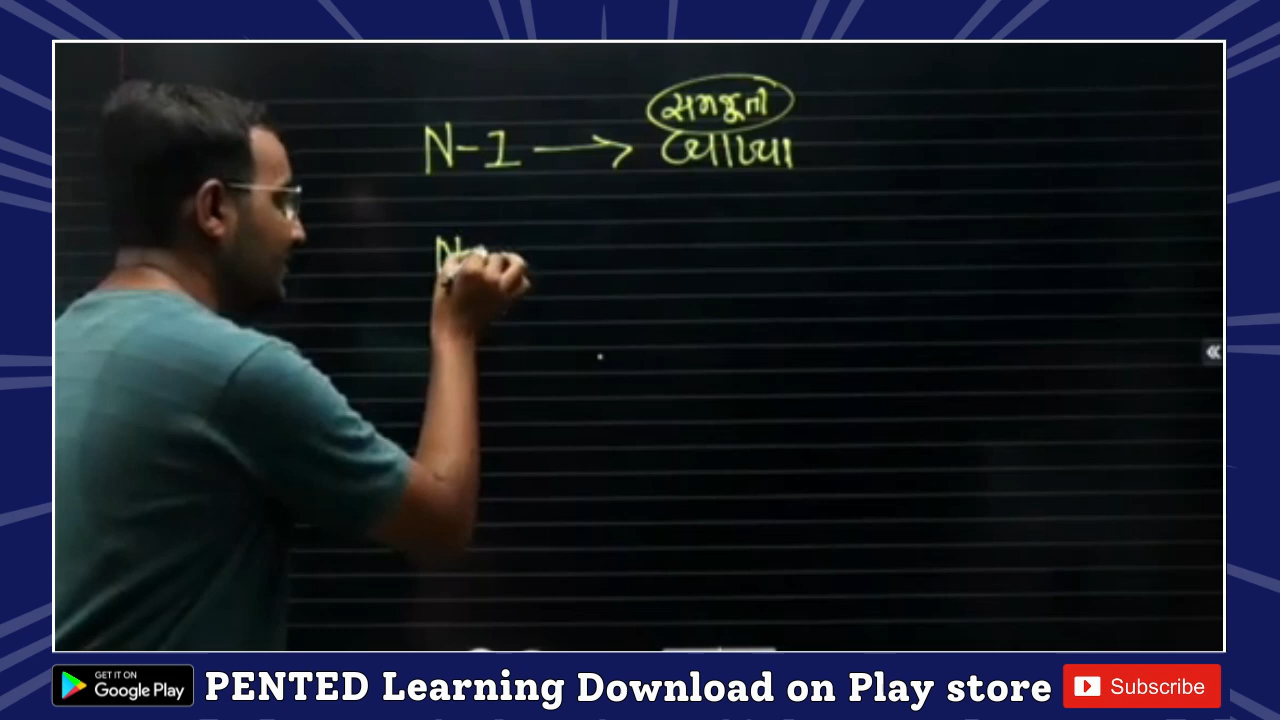 સમજૂતી
N-1 → વ્યાખ્યા
N-
GET IT ON
Google Play
PENTED Learning Download on Play store
Subscribe